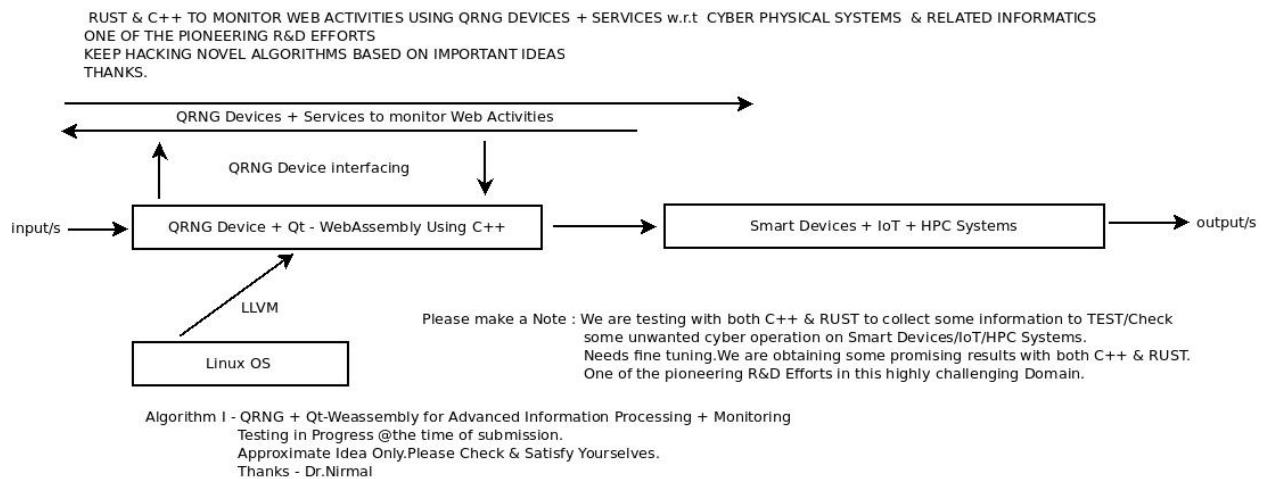 RUST & C++ TO MONITOR WEB ACTIVITIES USING QRNG DEVICES + SERVICES w.r.t CYBER PHYSICAL SYSTEMS & RELATED INFORMATICS
ONE OF THE PIONEERING R&D EFFORTS
KEEP HACKING NOVEL ALGORITHMS BASED ON IMPORTANT IDEAS
THANKS.
QRNG Devices + Services to monitor Web Activities
QRNG Device interfacing
input/s
QRNG Device + Qt - WebAssembly Using C++
Smart Devices + IoT + HPC Systems
output/s
LLVM
Linux OS
Please make a Note : We are testing with both C++ & RUST to collect some information to TEST/Check
some unwanted cyber operation on Smart Devices/IoT/HPC Systems.
Needs fine tuning.We are obtaining some promising results with both C++ & RUST.
One of the pioneering R&D Efforts in this highly challenging Domain.
Algorithm I - QRNG + Qt-Weassembly for Advanced Information Processing + Monitoring
Testing in Progress @the time of submission.
Approximate Idea Only.Please Check & Satisfy Yourselves.
Thanks - Dr.Nirmal